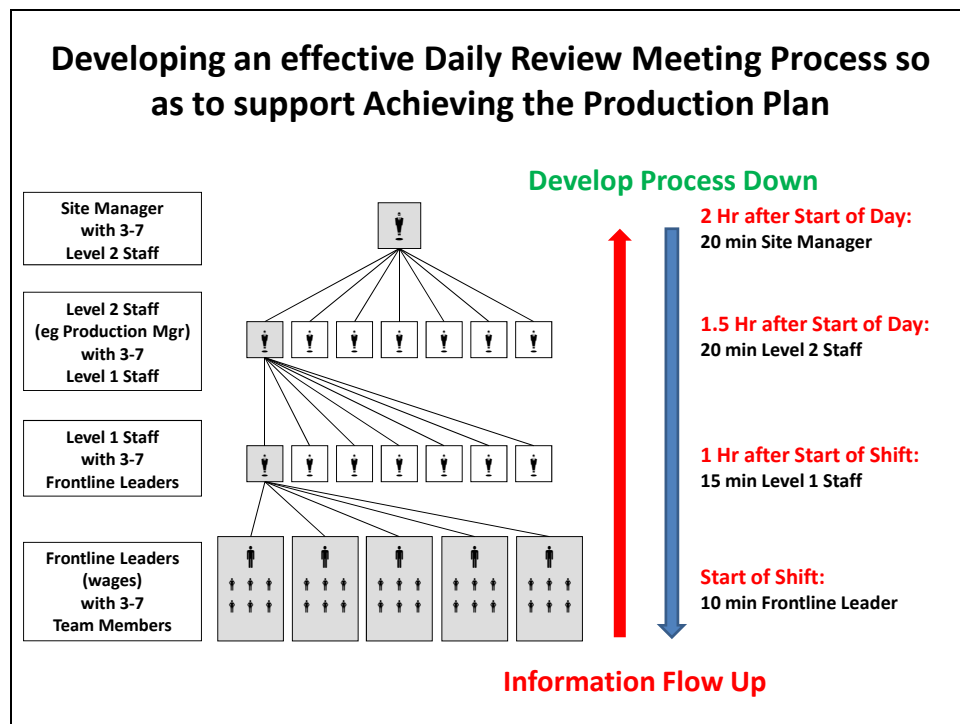 Developing an effective Daily Review Meeting Process so
as to support Achieving the Production Plan
Develop Process Down
Site Manager
with 3-7
Level 2 Staff
2 Hr after Start of Day:
20 min Site Manager
Level 2 Staff
(eg Production Mgr)
with 3-7
Level 1 Staff
1.5 Hr after Start of Day:
20 min Level 2 Staff
Level 1 Staff
with 3-7
Frontline Leaders
1 Hr after Start of Shift:
15 min Level 1 Staff
Frontline Leaders
(wages)
with 3-7
Team Members
Start of Shift:
10 min Frontline Leader
Information Flow Up